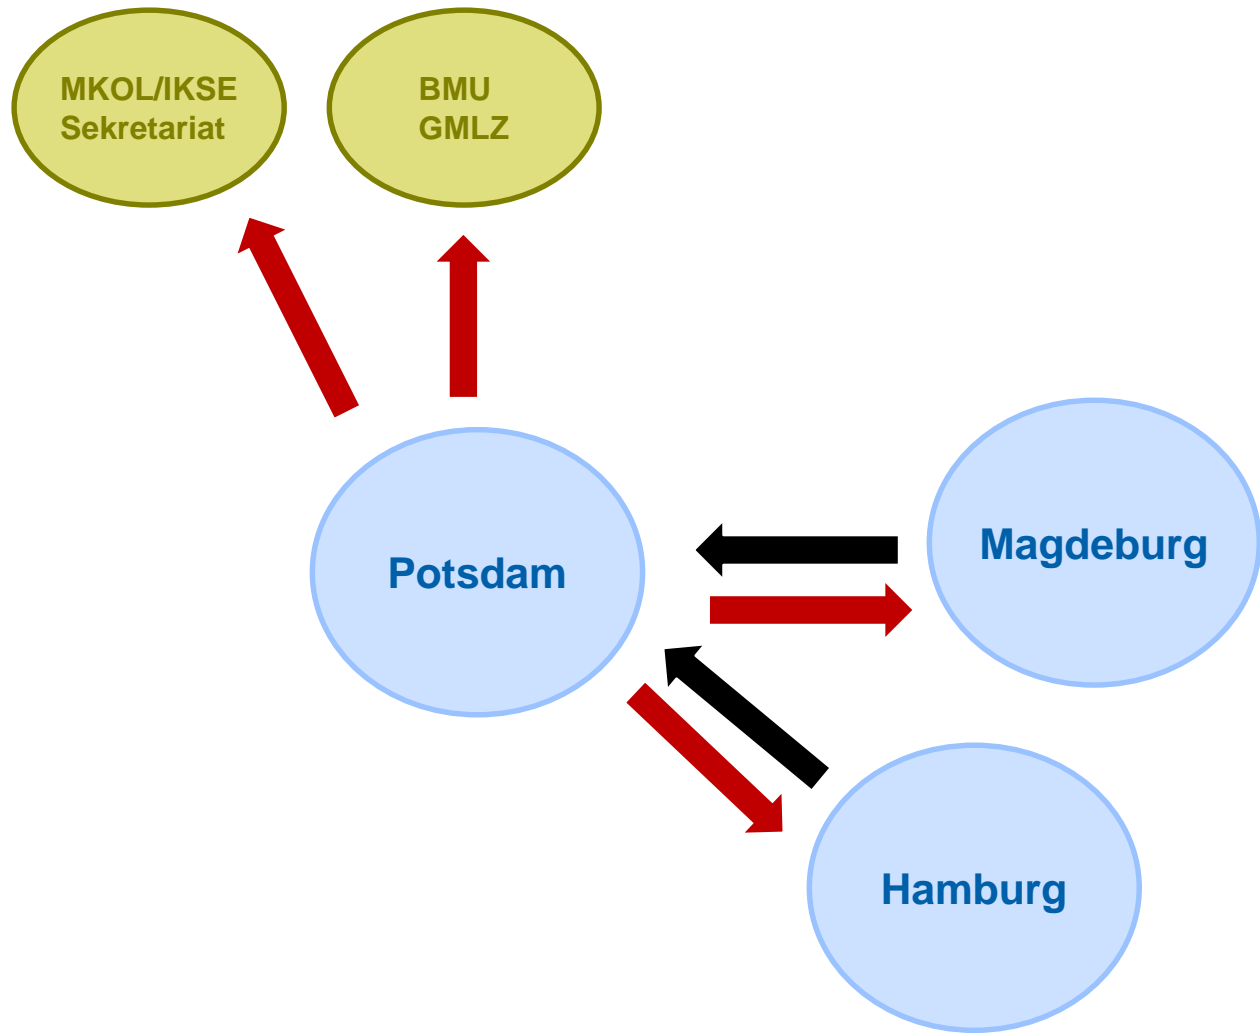 MKOL/IKSE
Sekretariat
BMU
GMLZ
Potsdam
Magdeburg
Hamburg